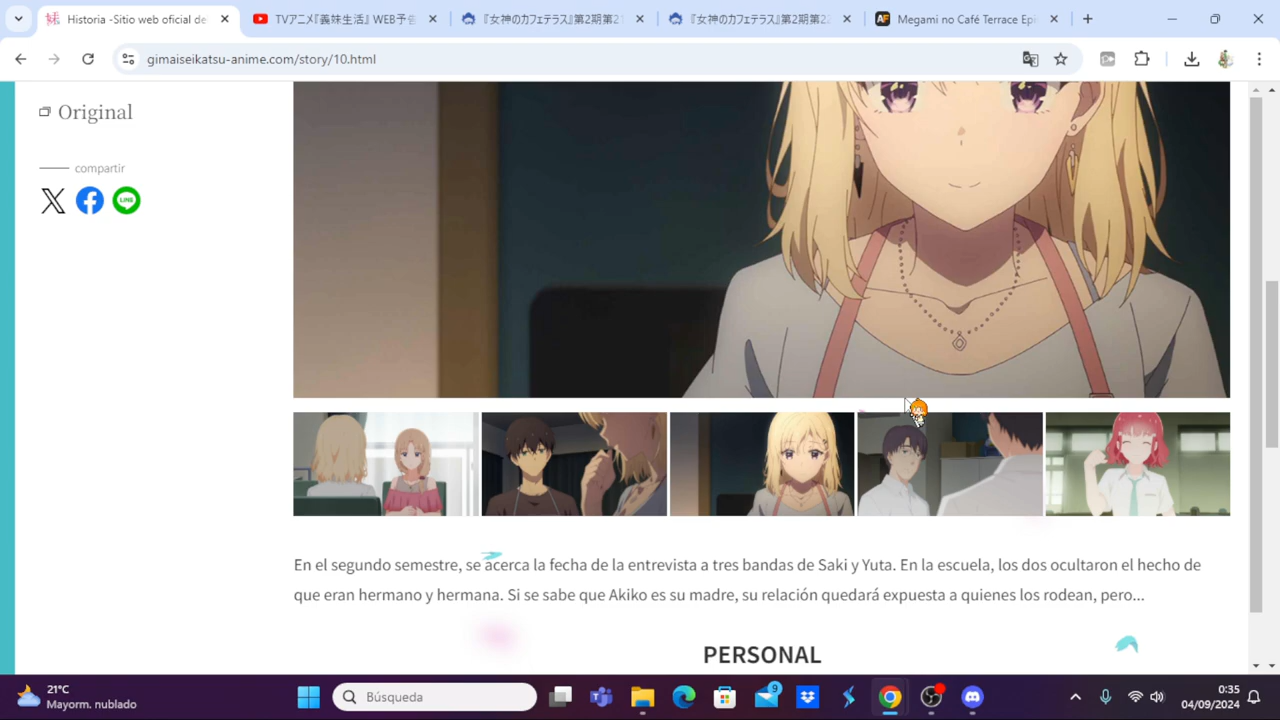 Historia -Sitio web oficial de
TVアニメ『義妹生活』 WEB予告
『女神のカフェテラス』第2期第21
『女神のカフェテラス』第2期第22
Megami no Café Terrace Epi
gimaiseikatsu-anime.com/story/10.html
Original
compartir
LINE
En el segundo semestre, se acerca la fecha de la entrevista a tres bandas de Saki y Yuta. En la escuela, los dos ocultaron el hecho de
que eran hermano y hermana. Si se sabe que Akiko es su madre, su relación quedará expuesta a quienes los rodean, pero...
PERSONAL
21°C
Mayorm. nublado
Búsqueda
9
0:35
04/09/2024